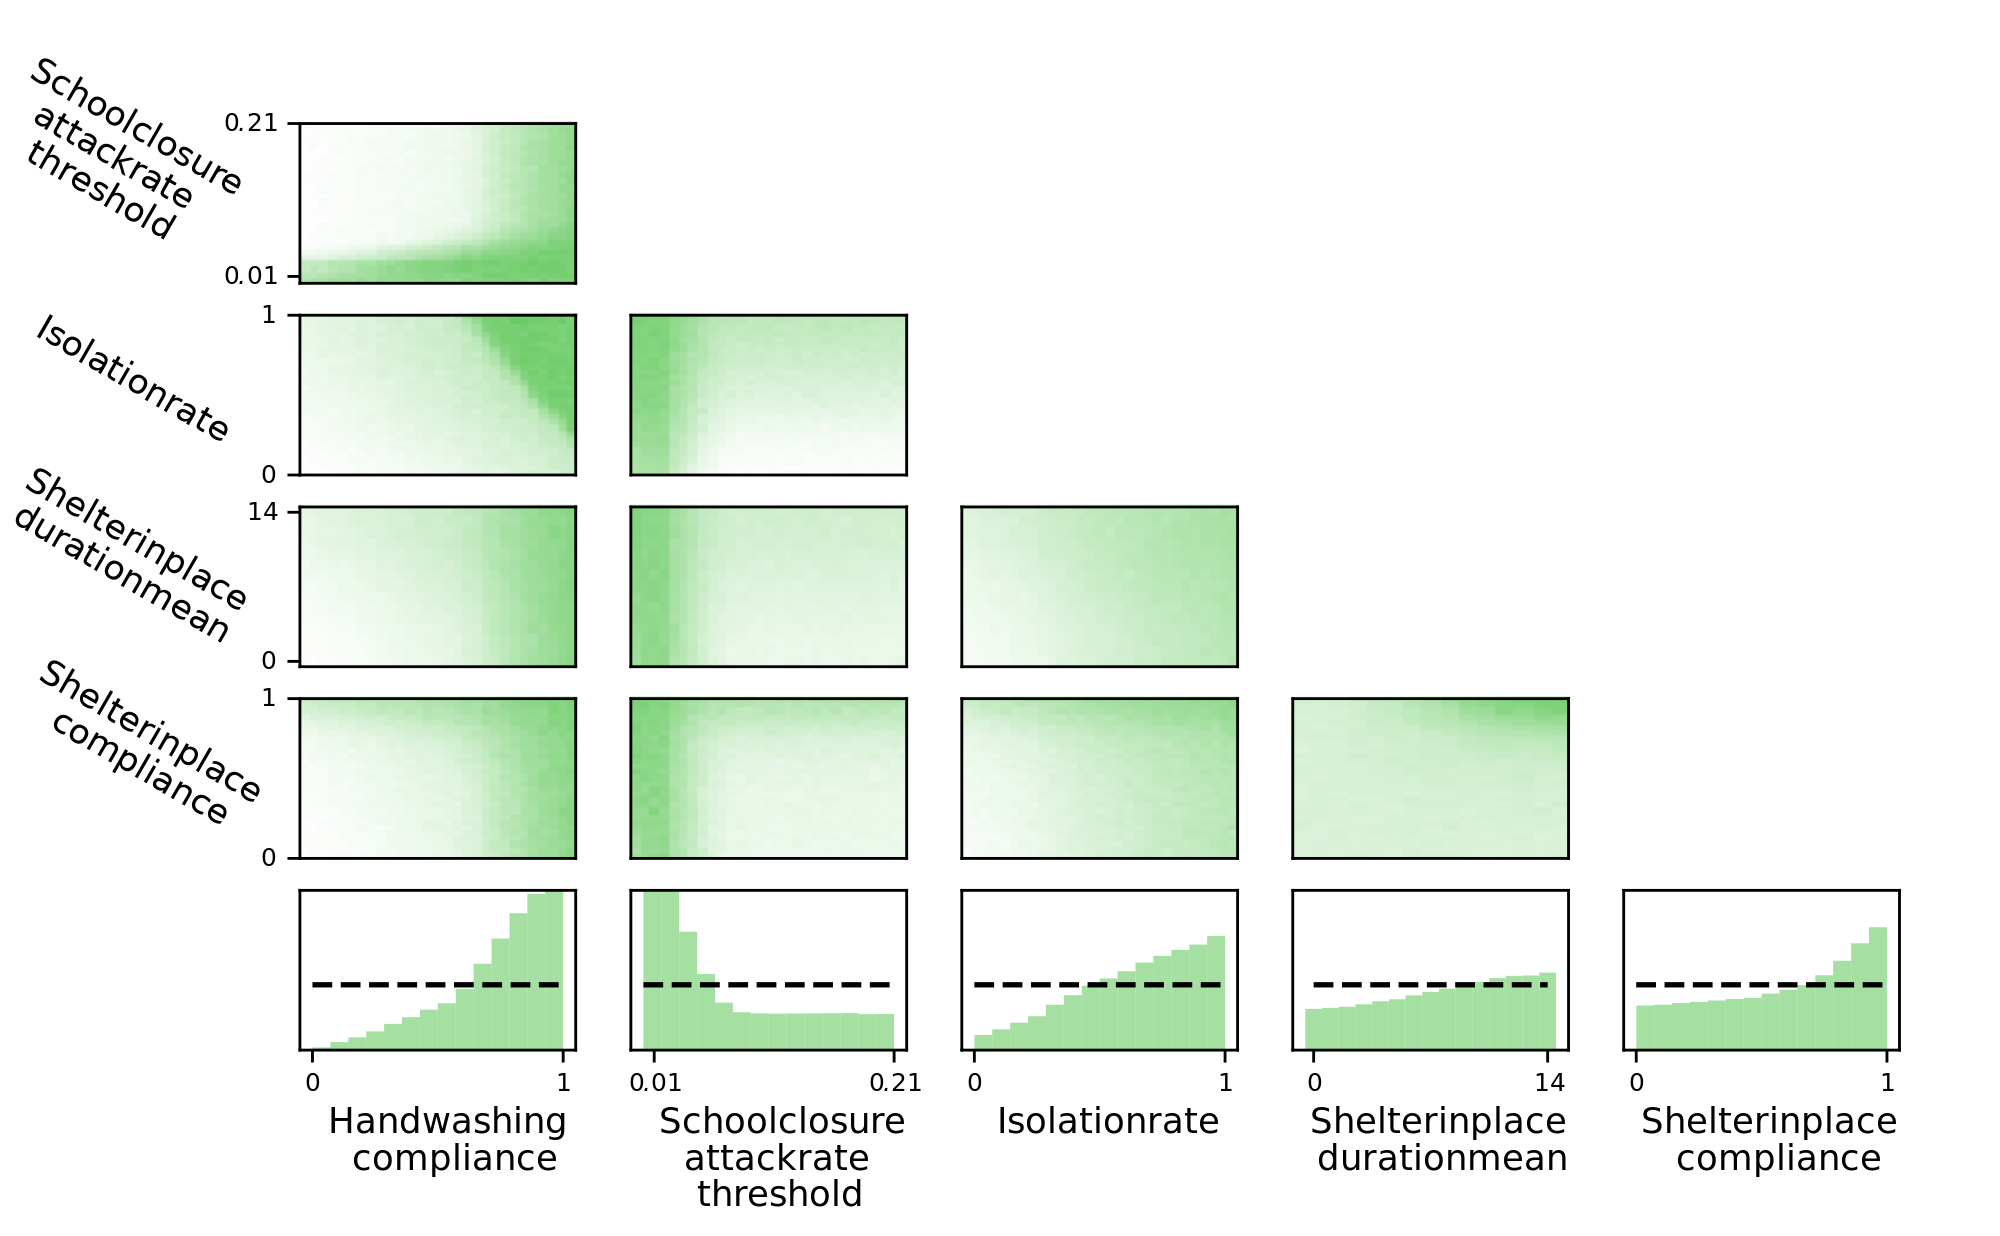 Schoolclosure
attackrate
threshold
0.21
0.01
Isolationrate
1
0
Shelterinplace
durationmean
14
0
Shelterinplace
compliance
1
0
0
1
0.01
0.21
0
1
0
14
0
1
Handwashing
compliance
Schoolclosure
attackrate
threshold
Isolationrate
Shelterinplace
durationmean
Shelterinplace
compliance